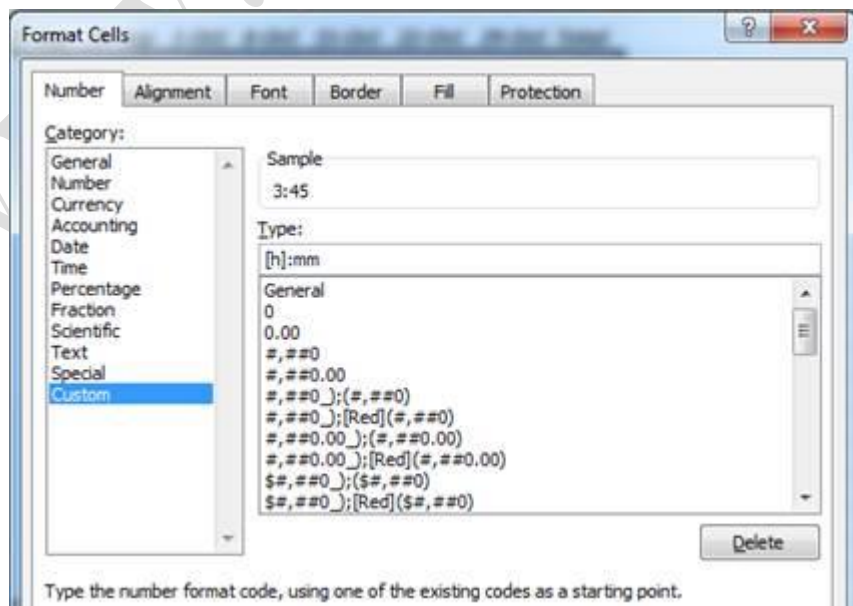 Format Cells
Number Alignment Font Border Fill Protection
Category:
General
Number
Currency
Accounting
Date
Time
Percentage
Fraction
Scientific
Text
Special
Custom
Sample
3:45
Type:
[h]:mm
General
0
0.00
#,##0
#,##0.00
#,##0_);(#,##0)
#,##0_);[Red](#,##0)
#,##0.00_);(#,##0.00)
#,##0.00_);[Red](#,##0.00)
$#,##0_);($#,##0)
$#,##0_);[Red]($#,##0)
Delete
Type the number format code, using one of the existing codes as a starting point.